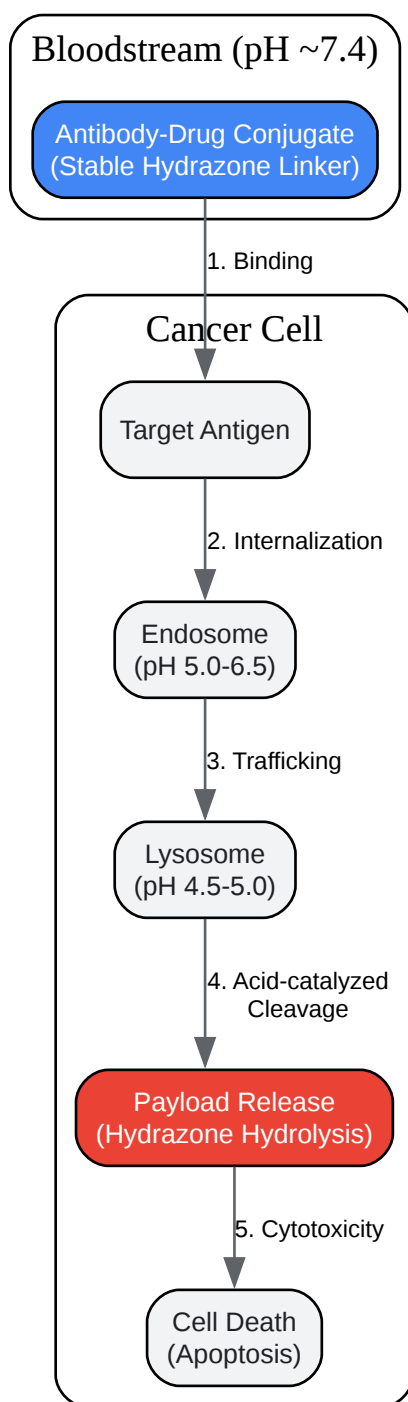 Bloodstream (pH ~7.4)
Antibody-Drug Conjugate
(Stable Hydrazone Linker)
1. Binding
Cancer Cell
Target Antigen
2. Internalization
Endosome
(pH 5.0-6.5)
3. Trafficking
Lysosome
(pH 4.5-5.0)
4. Acid-catalyzed
Cleavage
Payload Release
(Hydrazone Hydrolysis)
5. Cytotoxicity
Cell Death
(Apoptosis)